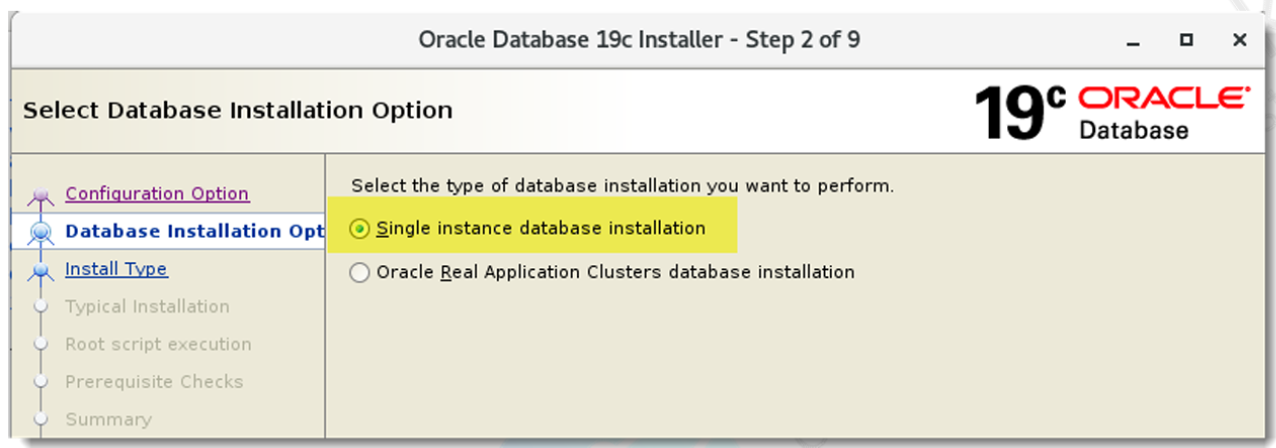 Oracle Database 19c Installer - Step 2 of 9
Select Database Installation Option
19c ORACLE
Database
Configuration Option
Database Installation Opt
Install Type
Typical Installation
Root script execution
Prerequisite Checks
Summary
Select the type of database installation you want to perform.
Single instance database installation
Oracle Real Application Clusters database installation